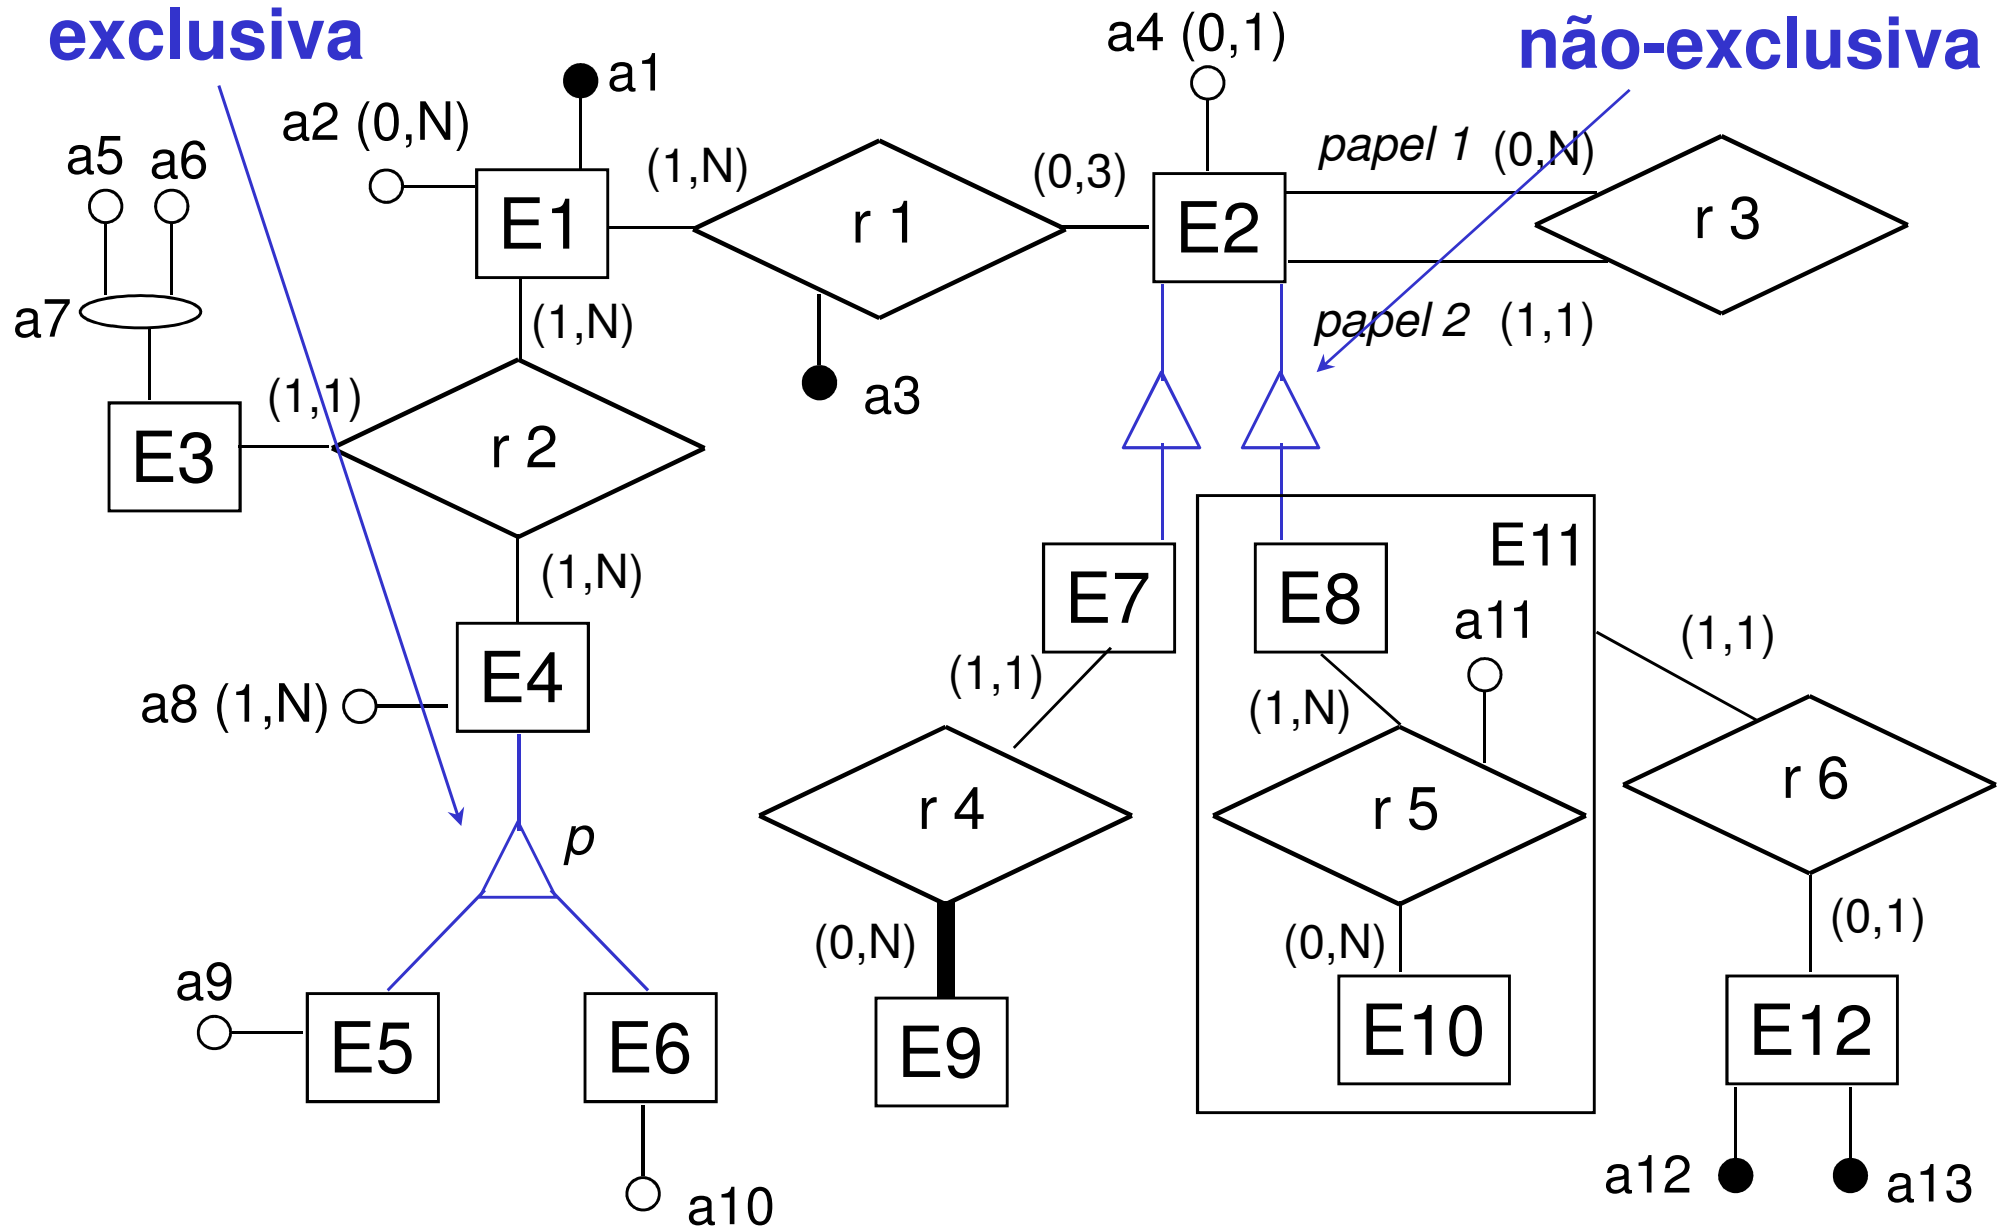 exclusiva
não-exclusiva
a4 (0,1)
a1
a2 (0,N)
a5
a6
papel 1
(0,N)
(1,N)
(0,3)
E1
r 1
E2
r 3
a7
(1,N)
papel 2
(1,1)
(1,1)
a3
E3
r 2
(1,N)
E7
E8
E11
a11
(1,1)
E4
(1,1)
(1,N)
a8 (1,N)
r 4
r 5
r 6
p
(0,N)
(0,N)
(0,1)
a9
E5
E6
E9
E10
E12
a10
a12
a13